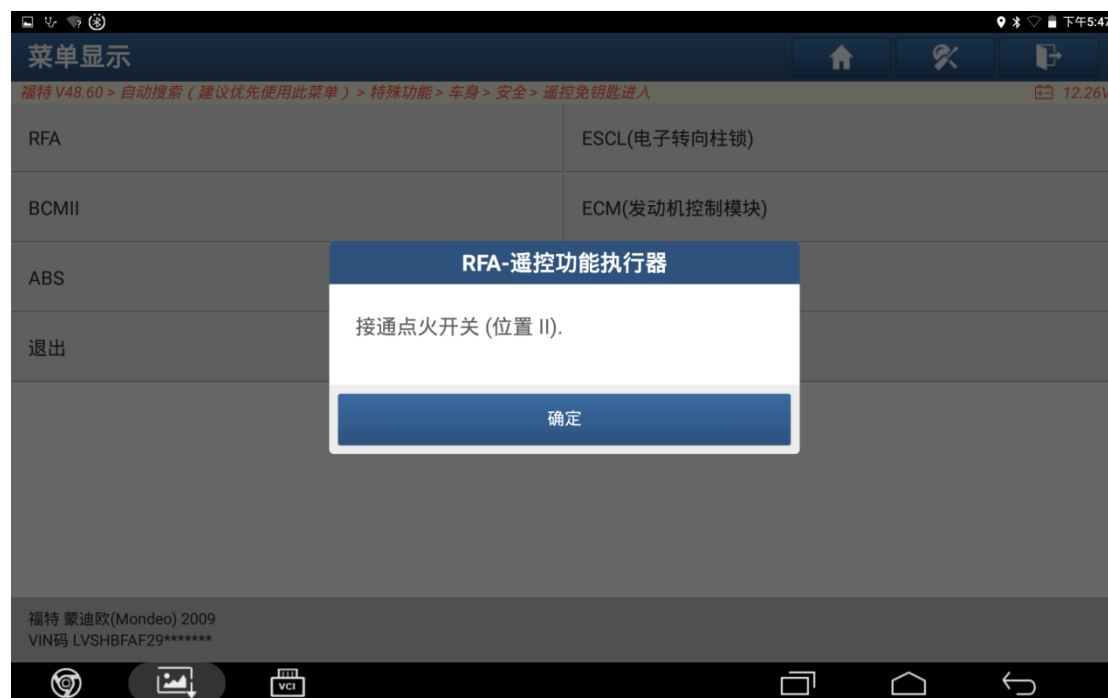 下午5:47
菜单显示
福特 V48.60 > 自动搜索 ( 建议优先使用此菜单 ) > 特殊功能 > 车身 > 安全 > 遥控免钥匙进入
12.26V
RFA
ESCL(电子转向柱锁)
BCMII
ECM(发动机控制模块)
ABS
RFA-遥控功能执行器
接通点火开关 (位置 II).
退出
确定
福特 蒙迪欧(Mondeo) 2009
VIN码 LVSHBFAF29*******
VCI